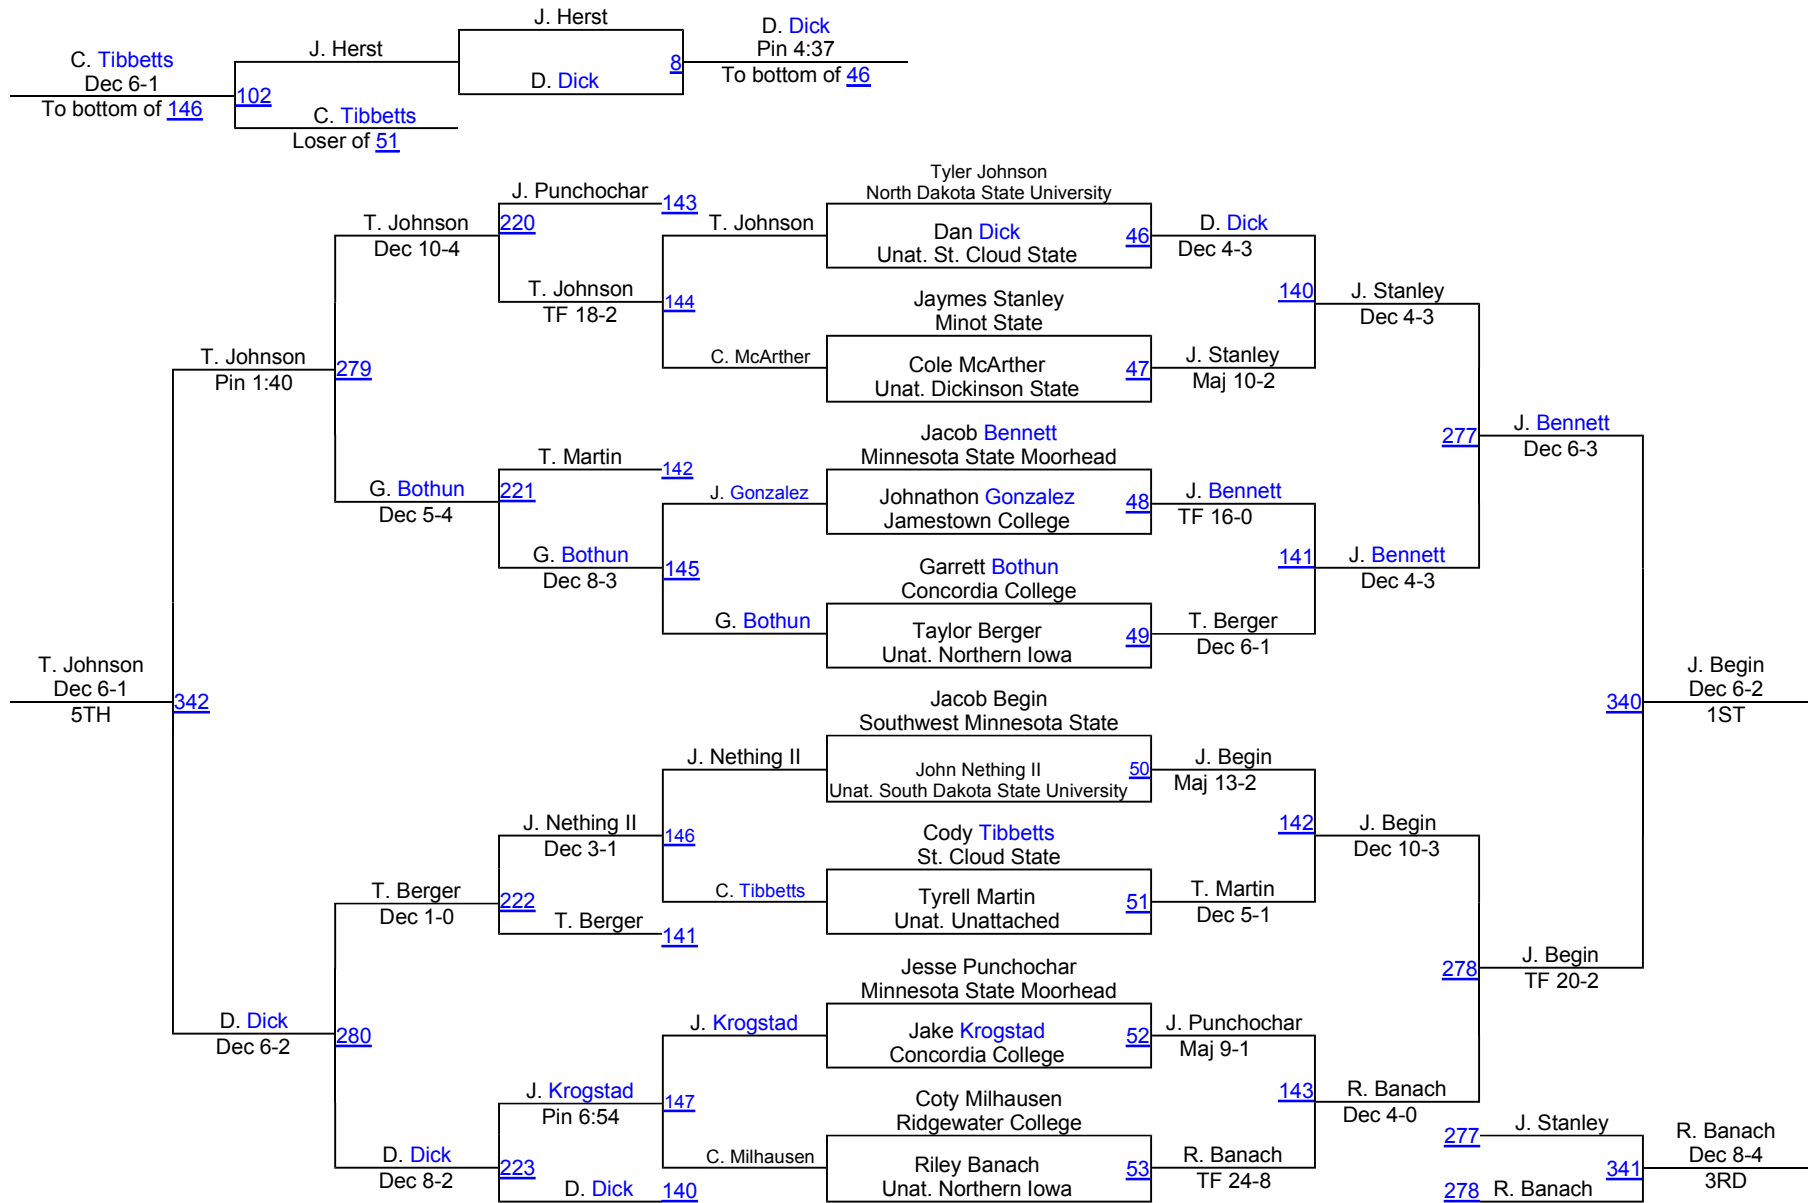 J. Herst
D. Dick
Pin 4:37
To bottom of 46
8
J. Herst
D. Dick
C. Tibbetts
Dec 6-1
To bottom of 146
102
C. Tibbetts
Loser of 51
Tyler Johnson
North Dakota State University
J. Punchochar
143
T. Johnson
Dec 10-4
220
T. Johnson
Dan Dick
Unat. St. Cloud State
46
D. Dick
Dec 4-3
T. Johnson
TF 18-2
144
Jaymes Stanley
Minot State
140
J. Stanley
Dec 4-3
T. Johnson
Pin 1:40
279
C. McArther
Cole McArther
Unat. Dickinson State
47
J. Stanley
Maj 10-2
Jacob Bennett
Minnesota State Moorhead
277
J. Bennett
Dec 6-3
T. Martin
142
G. Bothun
Dec 5-4
221
J. Gonzalez
Johnathon Gonzalez
Jamestown College
48
J. Bennett
TF 16-0
G. Bothun
Dec 8-3
145
Garrett Bothun
Concordia College
141
J. Bennett
Dec 4-3
G. Bothun
Taylor Berger
Unat. Northern Iowa
49
T. Berger
Dec 6-1
T. Johnson
Dec 6-1
5TH
342
Jacob Begin
Southwest Minnesota State
340
J. Begin
Dec 6-2
1ST
J. Nething II
John Nething II
Unat. South Dakota State University
50
J. Begin
Maj 13-2
J. Nething II
Dec 3-1
146
Cody Tibbetts
St. Cloud State
142
J. Begin
Dec 10-3
T. Berger
Dec 1-0
222
C. Tibbetts
Tyrell Martin
Unat. Unattached
51
T. Martin
Dec 5-1
T. Berger
141
Jesse Punchochar
Minnesota State Moorhead
278
J. Begin
TF 20-2
D. Dick
Dec 6-2
280
J. Krogstad
Jake Krogstad
Concordia College
52
J. Punchochar
Maj 9-1
J. Krogstad
Pin 6:54
147
Coty Milhausen
Ridgewater College
143
R. Banach
Dec 4-0
277
J. Stanley
R. Banach
Dec 8-4
3RD
D. Dick
Dec 8-2
223
C. Milhausen
Riley Banach
Unat. Northern Iowa
53
R. Banach
TF 24-8
341
D. Dick
140
278
R. Banach